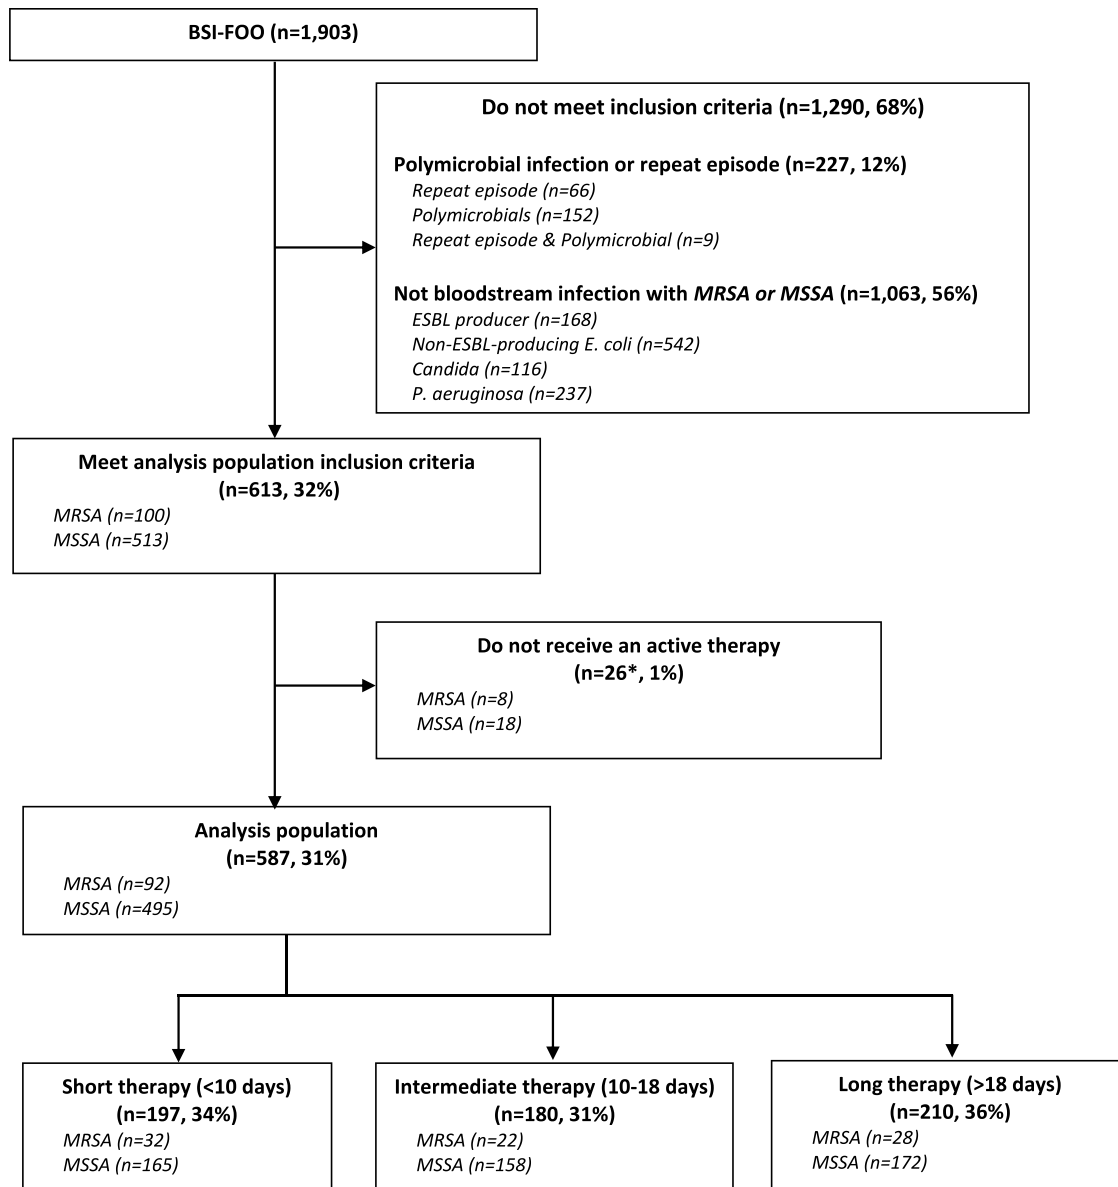 BSI-FOO (n=1,903)
Do not meet inclusion criteria (n=1,290, 68%)
Polymicrobial infection or repeat episode (n=227, 12%)
Repeat episode (n=66)
Polymicrobials (n=152)
Repeat episode & Polymicrobial (n=9)
Not bloodstream infection with MRSA or MSSA (n=1,063, 56%)
ESBL producer (n=168)
Non-ESBL-producing E. coli (n=542)
Candida (n=116)
P. aeruginosa (n=237)
Meet analysis population inclusion criteria
(n=613, 32%)
MRSA (n=100)
MSSA (n=513)
Do not receive an active therapy
(n=26*, 1%)
MRSA (n=8)
MSSA (n=18)
Analysis population
(n=587, 31%)
MRSA (n=92)
MSSA (n=495)
Short therapy (<10 days)
(n=197, 34%)
MRSA (n=32)
MSSA (n=165)
Intermediate therapy (10-18 days)
(n=180, 31%)
MRSA (n=22)
MSSA (n=158)
Long therapy (>18 days)
(n=210, 36%)
MRSA (n=28)
MSSA (n=172)